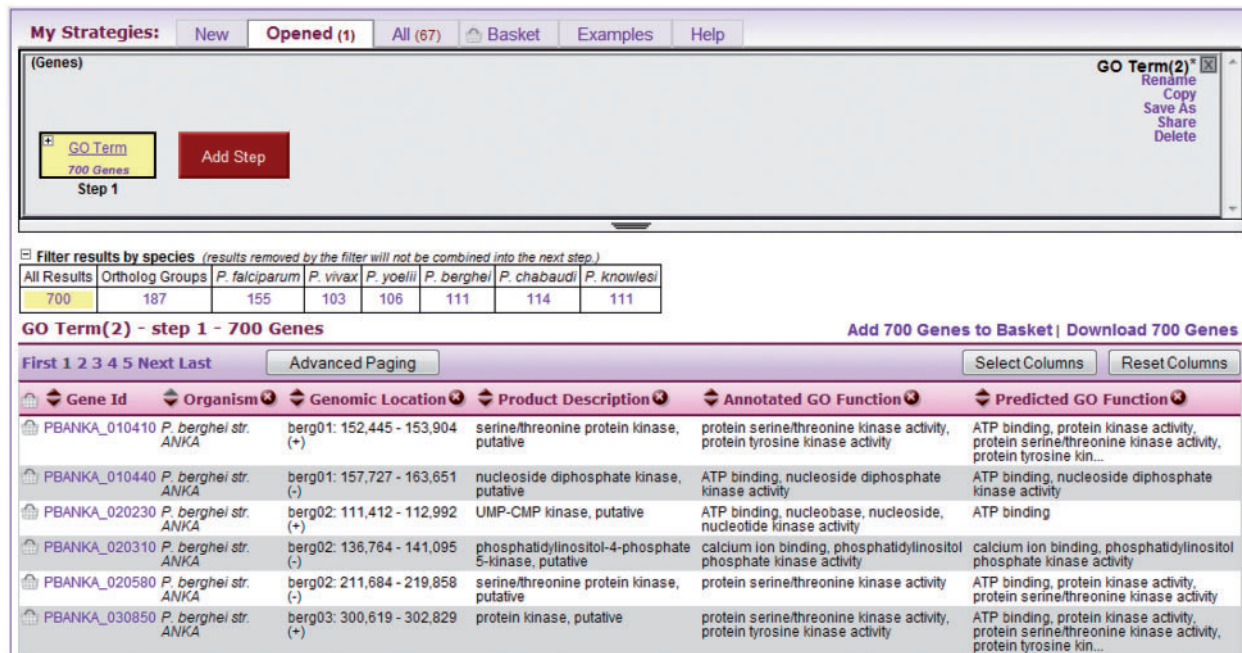 My Strategies: New Opened (1) All (67) Basket Examples Help
(Genes)
GO Term(2)*
Rename
Copy
Save As
Share
Delete
GO Term
700 Genes
Add Step
Step 1
Filter results by species (results removed by the filter will not be combined into the next step.)
All Results Ortholog Groups P. falciparum P. vivax P. yoelii P. berghei P. chabaudi P. knowlesi
700 187 155 103 106 111 114 111
GO Term(2) - step 1 - 700 Genes Add 700 Genes to Basket | Download 700 Genes
First 1 2 3 4 5 Next Last Advanced Paging Select Columns Reset Columns
Gene Id Organism Genomic Location Product Description Annotated GO Function Predicted GO Function
PBANKA_010410 P. berghei str. berg01: 152,445 - 153,904 serine/threonine protein kinase, protein serine/threonine kinase activity, ATP binding, protein kinase activity,
ANKA (+) putative protein tyrosine kinase activity protein serine/threonine kinase activity,
protein tyrosine kin...
PBANKA_010440 P. berghei str. berg01: 157,727 - 163,651 nucleoside diphosphate kinase, ATP binding, nucleoside diphosphate ATP binding, nucleoside diphosphate
ANKA (-) putative kinase activity kinase activity
PBANKA_020230 P. berghei str. berg02: 111,412 - 112,992 UMP-CMP kinase, putative ATP binding, nucleobase, nucleoside, ATP binding
ANKA (+) nucleotide kinase activity
PBANKA_020310 P. berghei str. berg02: 136,764 - 141,095 phosphatidylinositol-4-phosphate calcium ion binding, phosphatidylinositol calcium ion binding, phosphatidylinositol
ANKA (-) 5-kinase, putative phosphate kinase activity phosphate kinase activity
PBANKA_020580 P. berghei str. berg02: 211,684 - 219,858 serine/threonine protein kinase, protein serine/threonine kinase activity ATP binding, protein kinase activity,
ANKA (-) putative protein serine/threonine kinase activity
PBANKA_030850 P. berghei str. berg03: 300,619 - 302,829 protein kinase, putative protein serine/threonine kinase activity, ATP binding, protein kinase activity,
ANKA (+) protein tyrosine kinase activity protein serine/threonine kinase activity,
protein tyrosine kin...